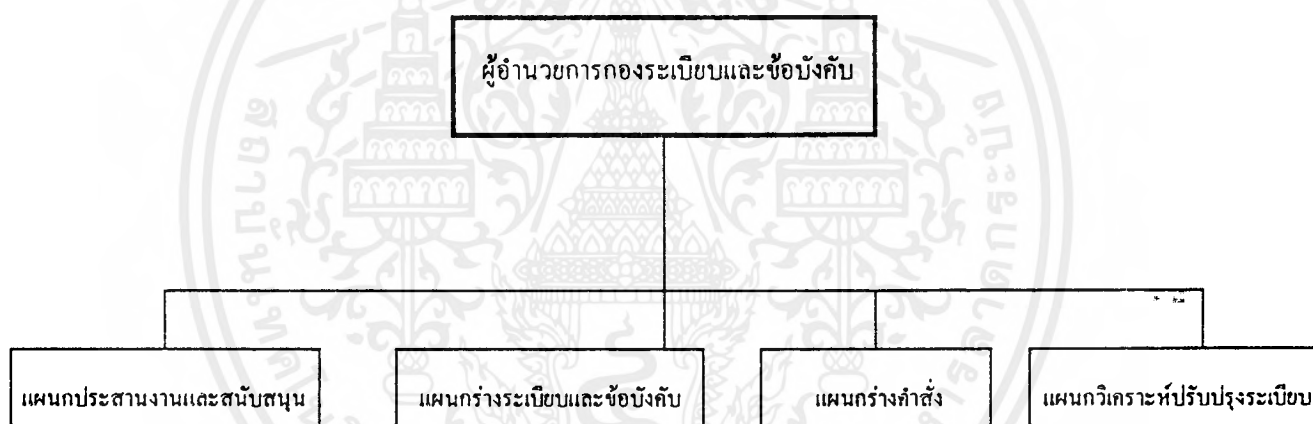 ผู้อำนวยการกองระเบียบและข้อบังคับ
แผนกประสานงานและสนับสนุน
แผนกร่างระเบียบและข้อบังคับ
แผนกร่างคำสั่ง
แผนกวิเคราะห์ปรับปรุงระเบียบ